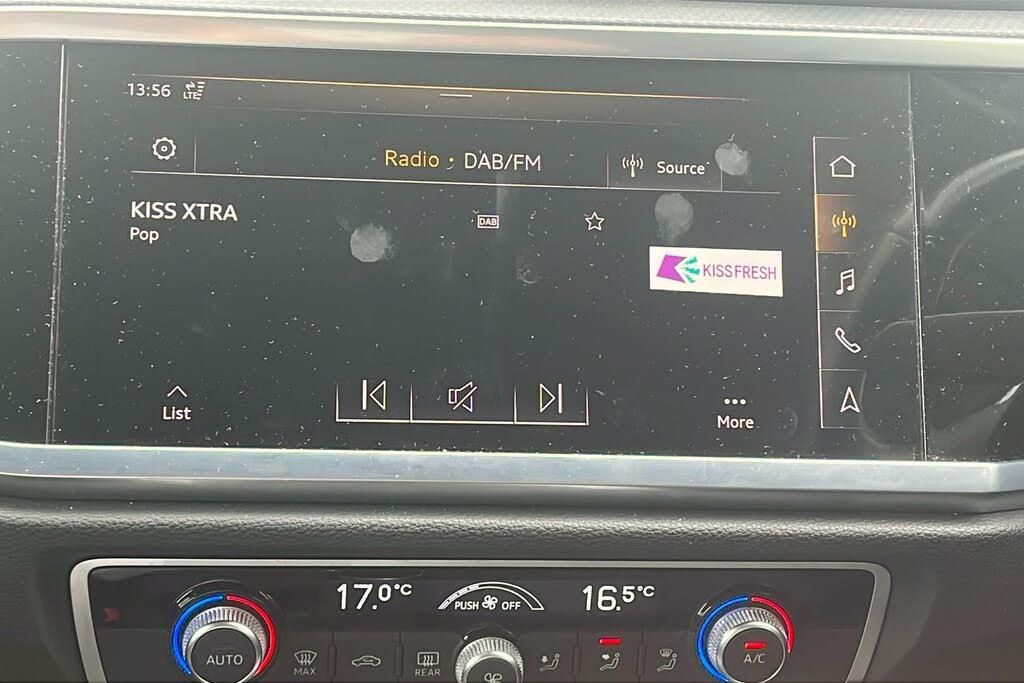 13:56 LTE
Radio • DAB/FM
Source
KISS XTRA
DAB
Pop
KISS FRESH
List
More
17.0°C
PUSH OFF
16.5°C
AUTO
MAX
REAR
A/C